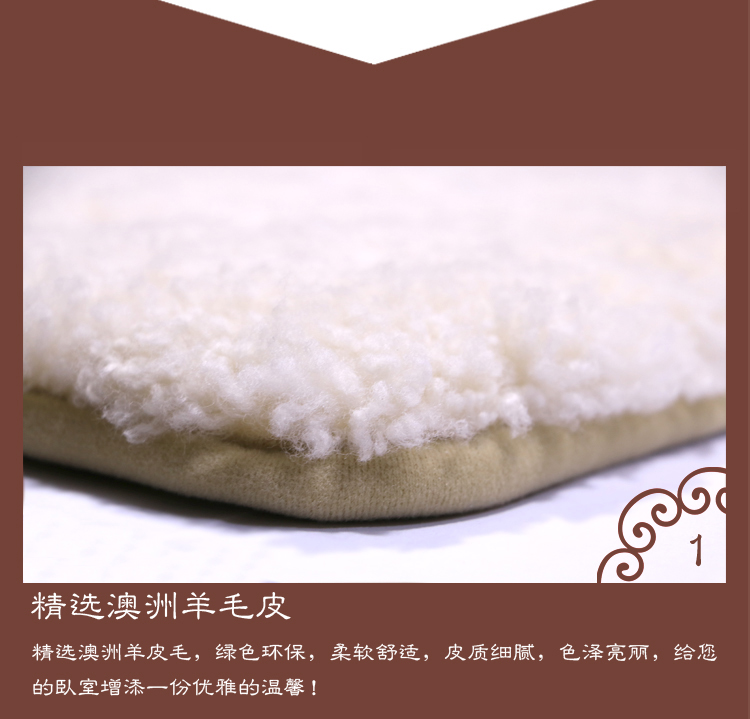 1
精选澳洲羊毛皮
精选澳洲羊皮毛，绿色环保，柔软舒适，皮质细腻，色泽亮丽，给您
的卧室增添一份优雅的温馨！